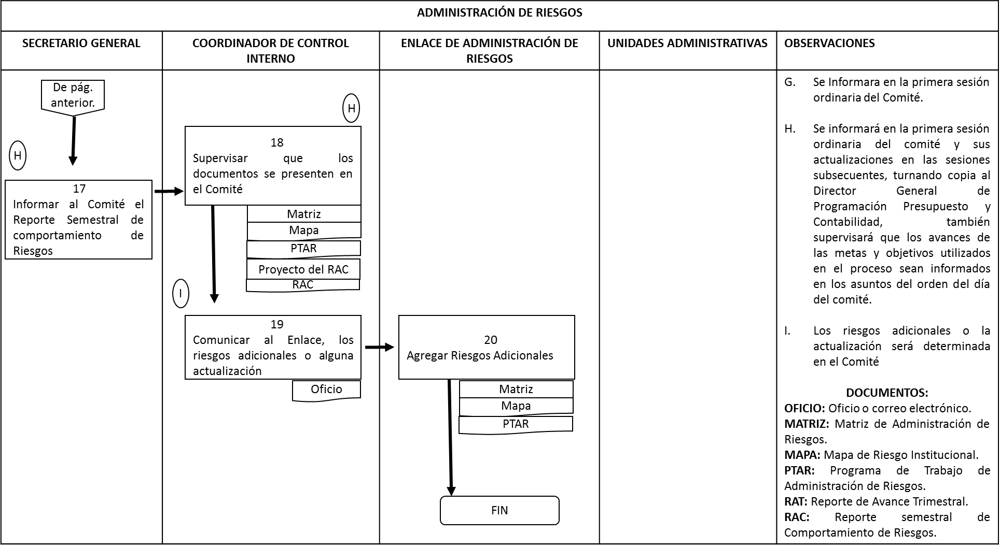 ADMINISTRACIÓN DE RIESGOS
SECRETARIO GENERAL
COORDINADOR DE CONTROL
INTERNO
ENLACE DE ADMINISTRACIÓN DE
RIESGOS
UNIDADES ADMINISTRATIVAS
OBSERVACIONES
De pág.
anterior.
H
17
Informar al Comité el
Reporte Semestral de
comportamiento de
Riesgos
H
18
Supervisar que los
documentos se presenten en
el Comité
Matriz
Mapa
PTAR
Proyecto del RAC
RAC
I
19
Comunicar al Enlace, los
riesgos adicionales o alguna
actualización
Oficio
20
Agregar Riesgos Adicionales
Matriz
Mapa
PTAR
FIN
G. Se Informara en la primera sesión
ordinaria del Comité.
H. Se informará en la primera sesión
ordinaria del comité y sus
actualizaciones en las sesiones
subsecuentes, turnando copia al
Director General de
Programación Presupuesto y
Contabilidad, también
supervisará que los avances de
las metas y objetivos utilizados
en el proceso sean informados
en los asuntos del orden del día
del comité.
I. Los riesgos adicionales o la
actualización será determinada
en el Comité
DOCUMENTOS:
OFICIO: Oficio o correo electrónico.
MATRIZ: Matriz de Administración de
Riesgos.
MAPA: Mapa de Riesgo Institucional.
PTAR: Programa de Trabajo de
Administración de Riesgos.
RAT: Reporte de Avance Trimestral.
RAC: Reporte semestral de
Comportamiento de Riesgos.